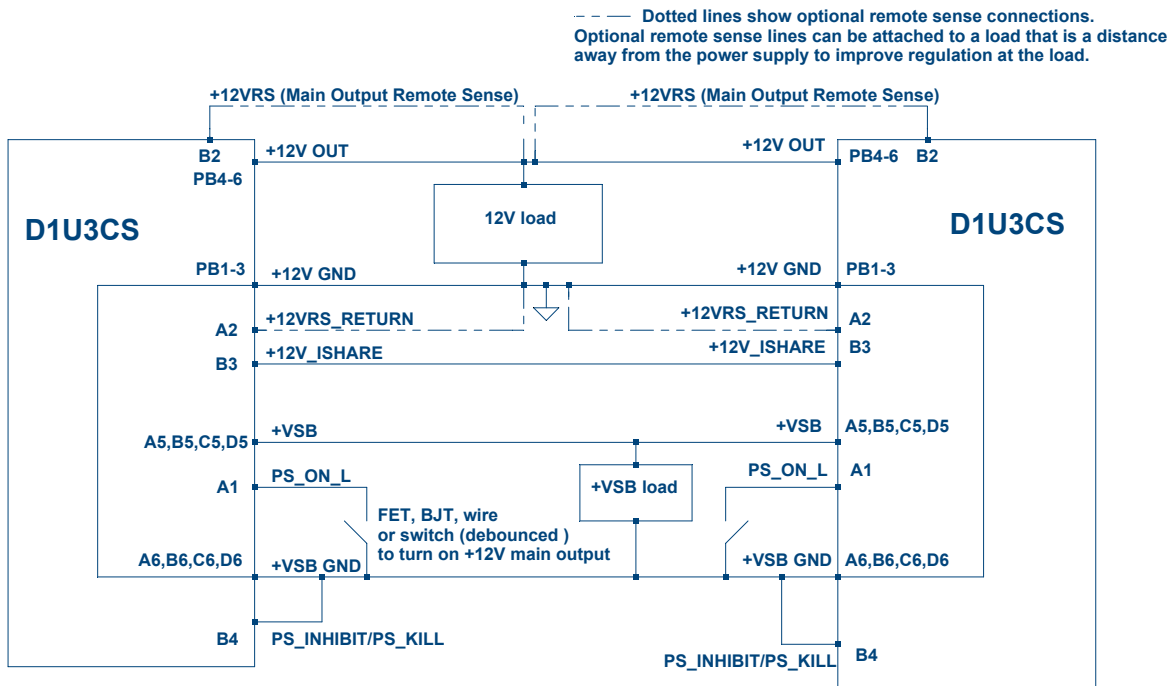 Dotted lines show optional remote sense connections.
Optional remote sense lines can be attached to a load that is a distance
away from the power supply to improve regulation at the load.
+12VRS (Main Output Remote Sense)
+12VRS (Main Output Remote Sense)
B2
+12V OUT
+12V OUT
PB4-6 B2
PB4-6
D1U3CS
12V load
D1U3CS
PB1-3
+12V GND
+12V GND
PB1-3
A2
+12VRS_RETURN
+12VRS_RETURN
A2
B3
+12V_ISHARE
+12V_ISHARE
B3
A5,B5,C5,D5
+VSB
+VSB
A5,B5,C5,D5
A1
PS_ON_L
+VSB load
PS_ON_L
A1
FET, BJT, wire
or switch (debounced )
to turn on +12V main output
A6,B6,C6,D6
+VSB GND
+VSB GND
A6,B6,C6,D6
B4
PS_INHIBIT/PS_KILL
PS_INHIBIT/PS_KILL
B4